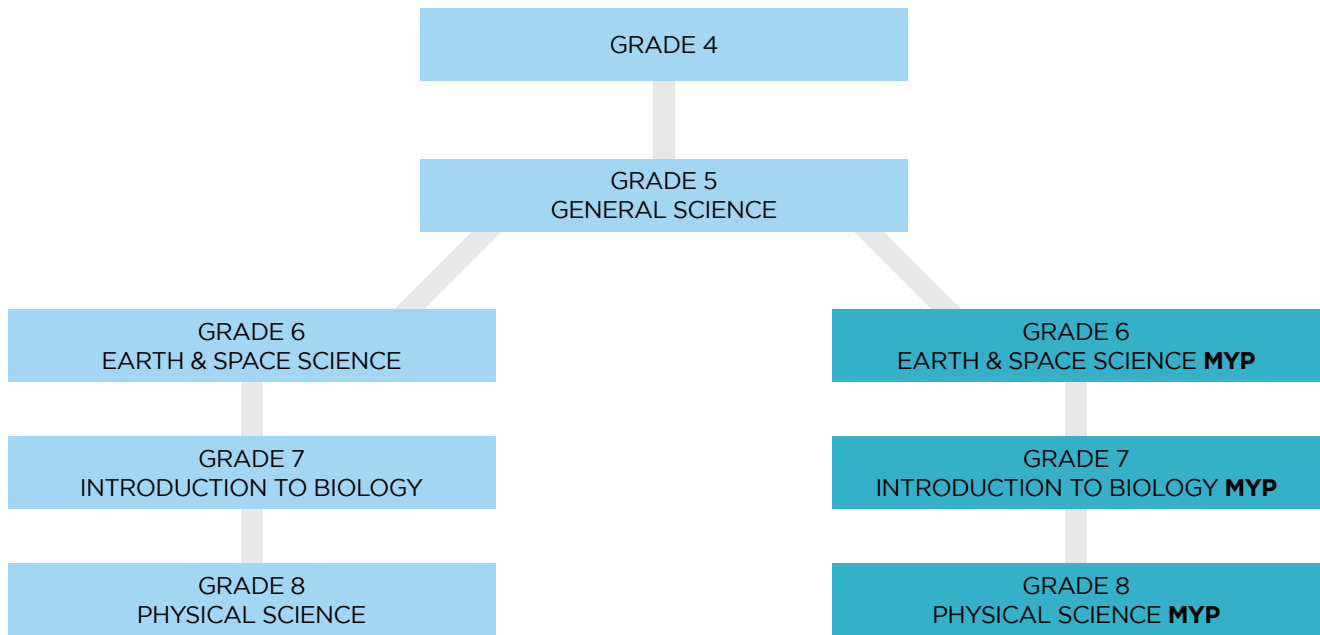 GRADE 4
GRADE 5
GENERAL SCIENCE
GRADE 6
EARTH & SPACE SCIENCE
GRADE 6
EARTH & SPACE SCIENCE MYP
GRADE 7
INTRODUCTION TO BIOLOGY
GRADE 7
INTRODUCTION TO BIOLOGY MYP
GRADE 8
PHYSICAL SCIENCE
GRADE 8
PHYSICAL SCIENCE MYP